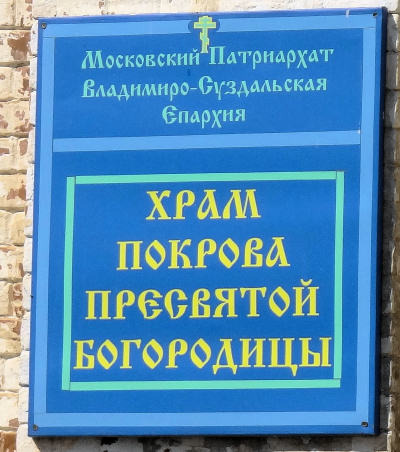 Московский Патриархат
Владимиро-Суздальская
Епархия
ХРАМ
ПОКРОВА
ПРЕСВЯТОЙ
БОГОРОДИЦЫ